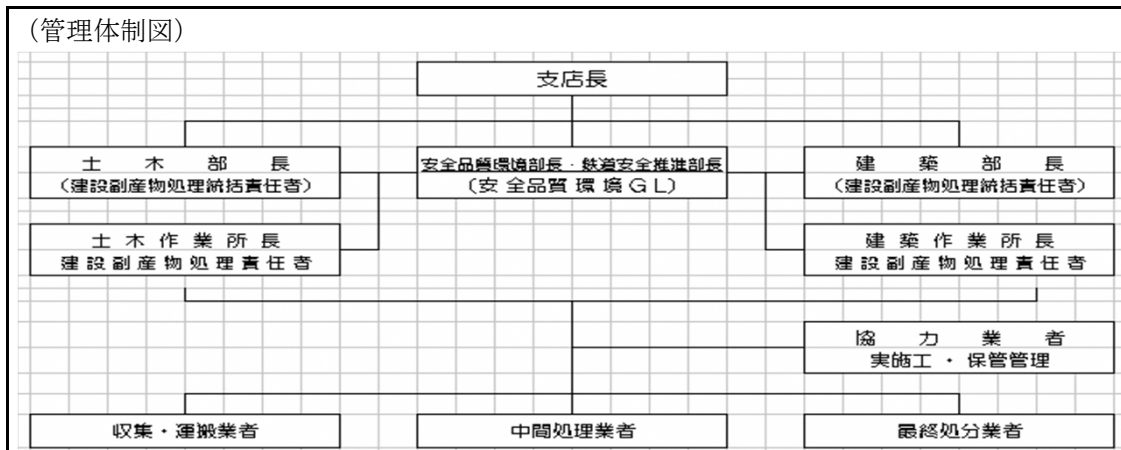 （管理体制図）
支店長
土木部長
（建設副産物処理統括責任者）
安全品質環境部長・鉄道安全推進部長
（安全品質環境ＧＬ）
建築部長
（建設副産物処理統括責任者）
土木作業所長
建設副産物処理責任者
建築作業所長
建設副産物処理責任者
協力業者
実施工・保管管理
収集・運搬業者
中間処理業者
最終処分業者